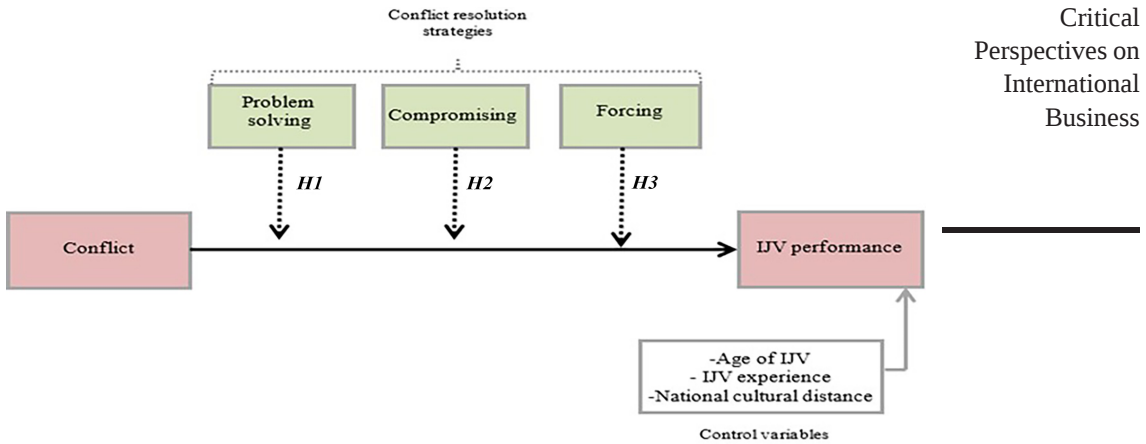 Conflict resolution
strategies
Critical
Perspectives on
International
Business
Problem
solving
Compromising
Forcing
H1
H2
H3
Conflict
IJV performance
-Age of IJV
- IJV experience
-National cultural distance
Control variables